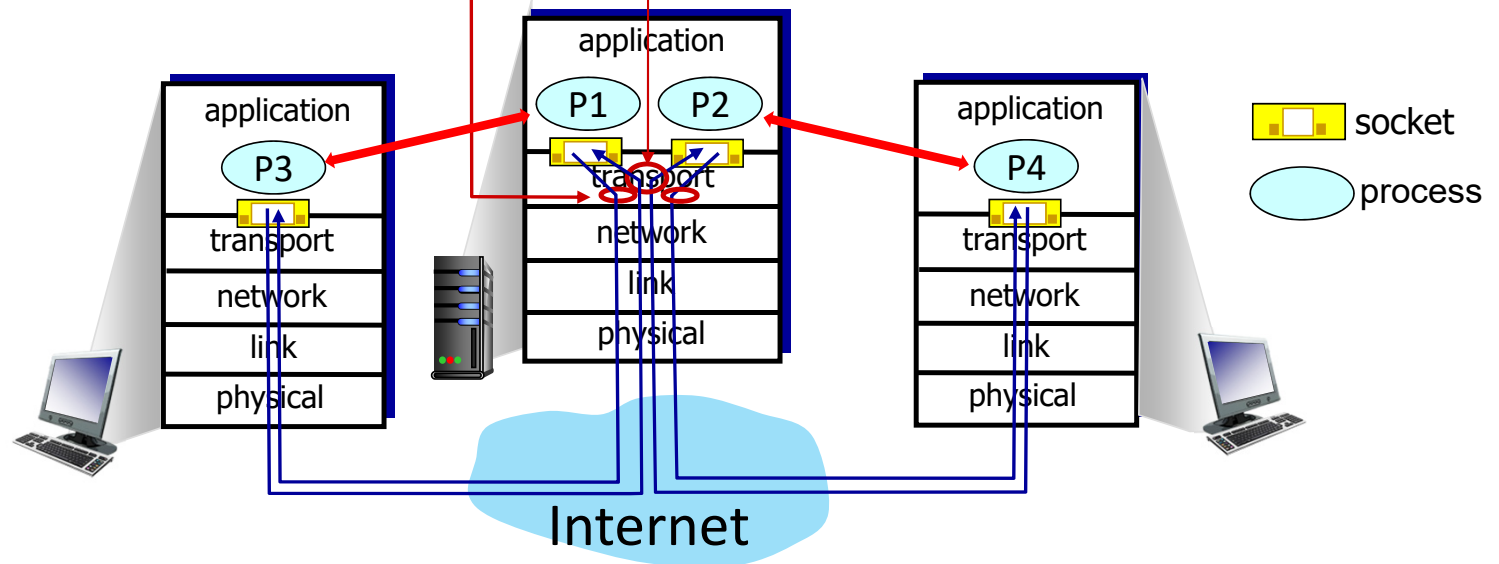 application
P1 P2
transport
network
link
physical
application
P3
transport
network
link
physical
application
P4
transport
network
link
physical
socket
process
Internet